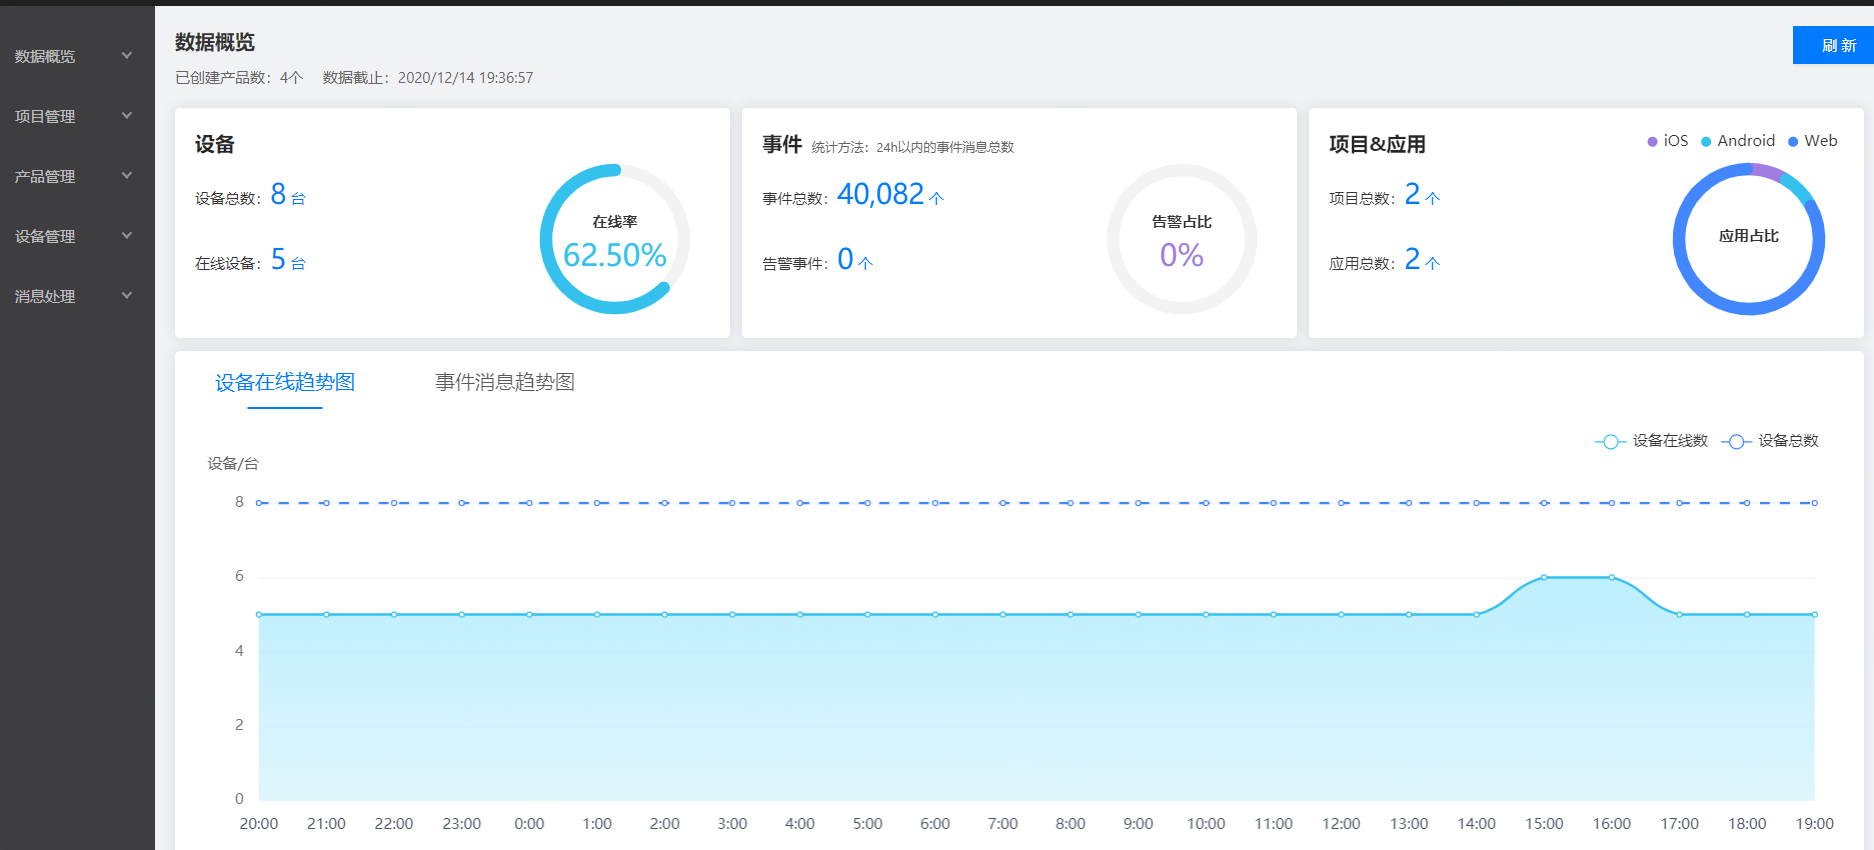 数据概览
项目管理
产品管理
设备管理
消息处理
数据概览
已创建产品数：4个 数据截止：2020/12/14 19:36:57
刷 新
设备
设备总数：8 台
在线设备：5 台
在线率
62.50%
事件 统计方法：24h以内的事件消息总数
事件总数：40,082 个
告警事件：0 个
告警占比
0%
项目&应用
iOS Android Web
项目总数：2 个
应用总数：2 个
应用占比
设备在线趋势图 事件消息趋势图
设备在线数 设备总数
设备/台
8
6
4
2
0
20:00 21:00 22:00 23:00 0:00 1:00 2:00 3:00 4:00 5:00 6:00 7:00 8:00 9:00 10:00 11:00 12:00 13:00 14:00 15:00 16:00 17:00 18:00 19:00